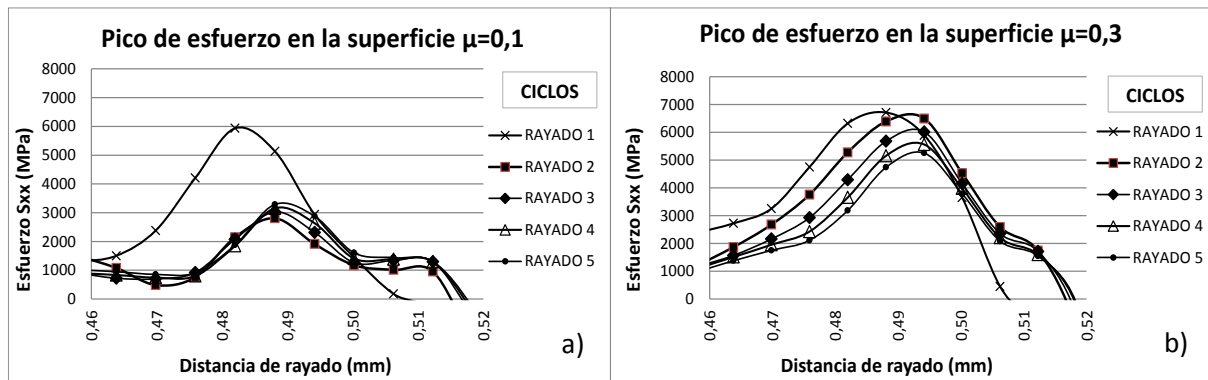 Pico de esfuerzo en la superficie μ=0,1
Esfuerzo Sxx (MPa)
8000
7000
6000
5000
4000
3000
2000
1000
0
0,46
0,47
0,48
0,49
0,50
0,51
0,52
Distancia de rayado (mm)
CICLOS
RAYADO 1
RAYADO 2
RAYADO 3
RAYADO 4
RAYADO 5
a)
Pico de esfuerzo en la superficie μ=0,3
Esfuerzo Sxx (MPa)
8000
7000
6000
5000
4000
3000
2000
1000
0
0,46
0,47
0,48
0,49
0,50
0,51
0,52
Distancia de rayado (mm)
CICLOS
RAYADO 1
RAYADO 2
RAYADO 3
RAYADO 4
RAYADO 5
b)